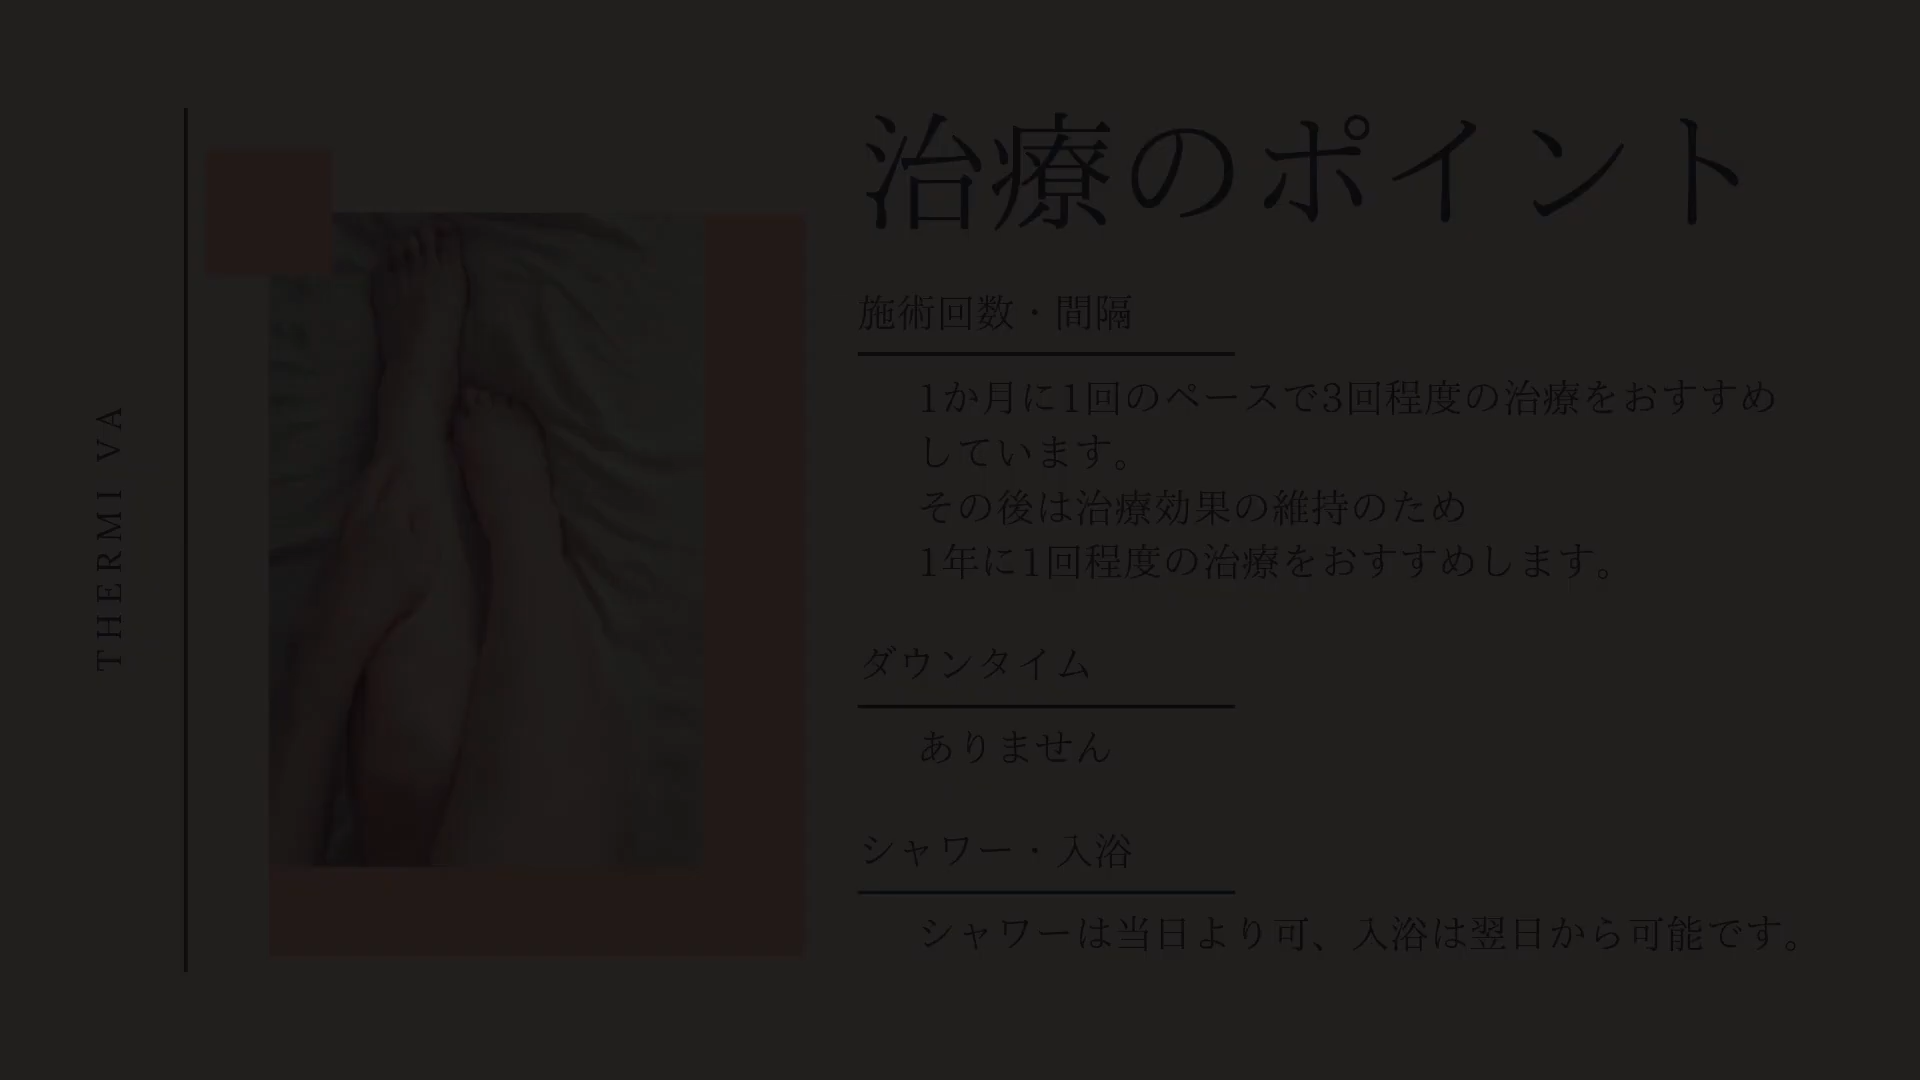 THERMI VA
治療のポイント
施術回数・間隔
1か月に1回のペースで3回程度の治療をおすすめ
しています。
その後は治療効果の維持のため
1年に1回程度の治療をおすすめします。
ダウンタイム
ありません
シャワー・入浴
シャワーは当日より可、入浴は翌日から可能です。